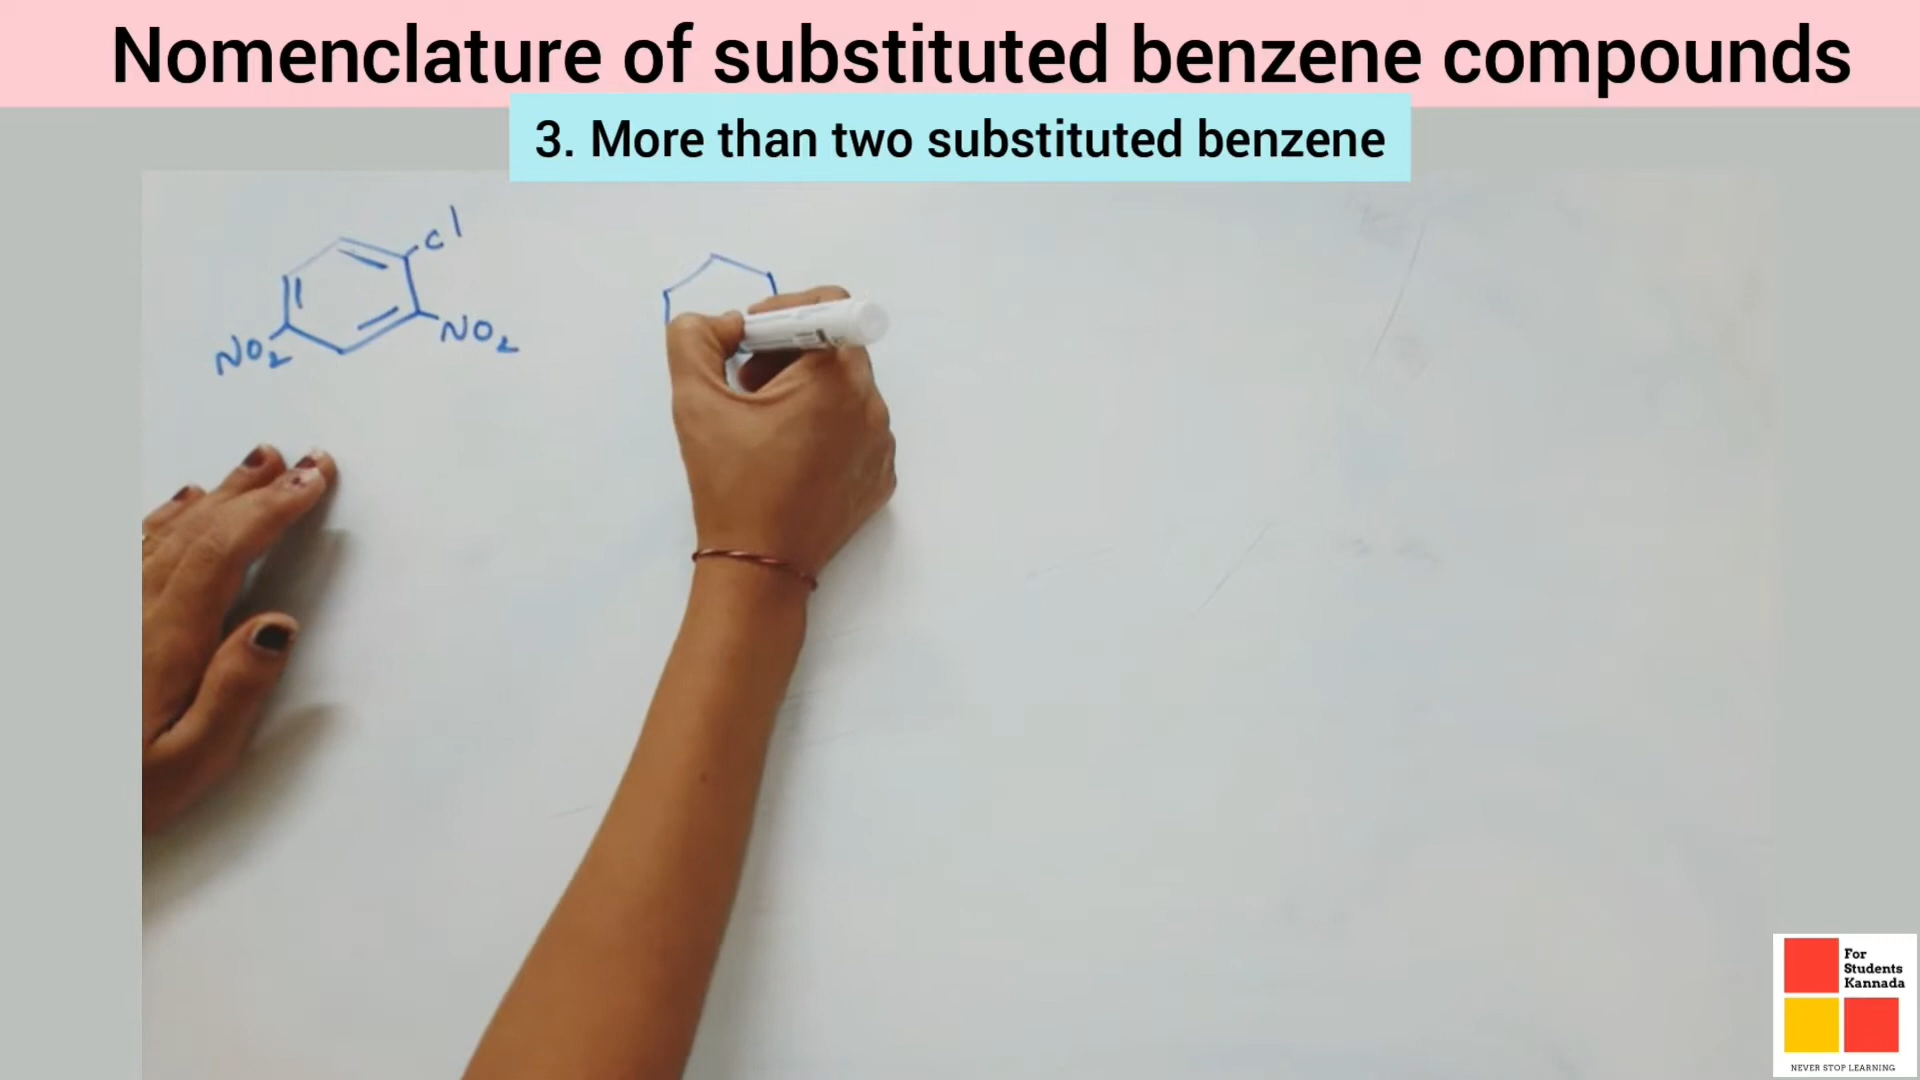 Nomenclature of substituted benzene compounds
3. More than two substituted benzene
Cl
NO₂
NO₂
For
Students
Kannada
NEVER STOP LEARNING